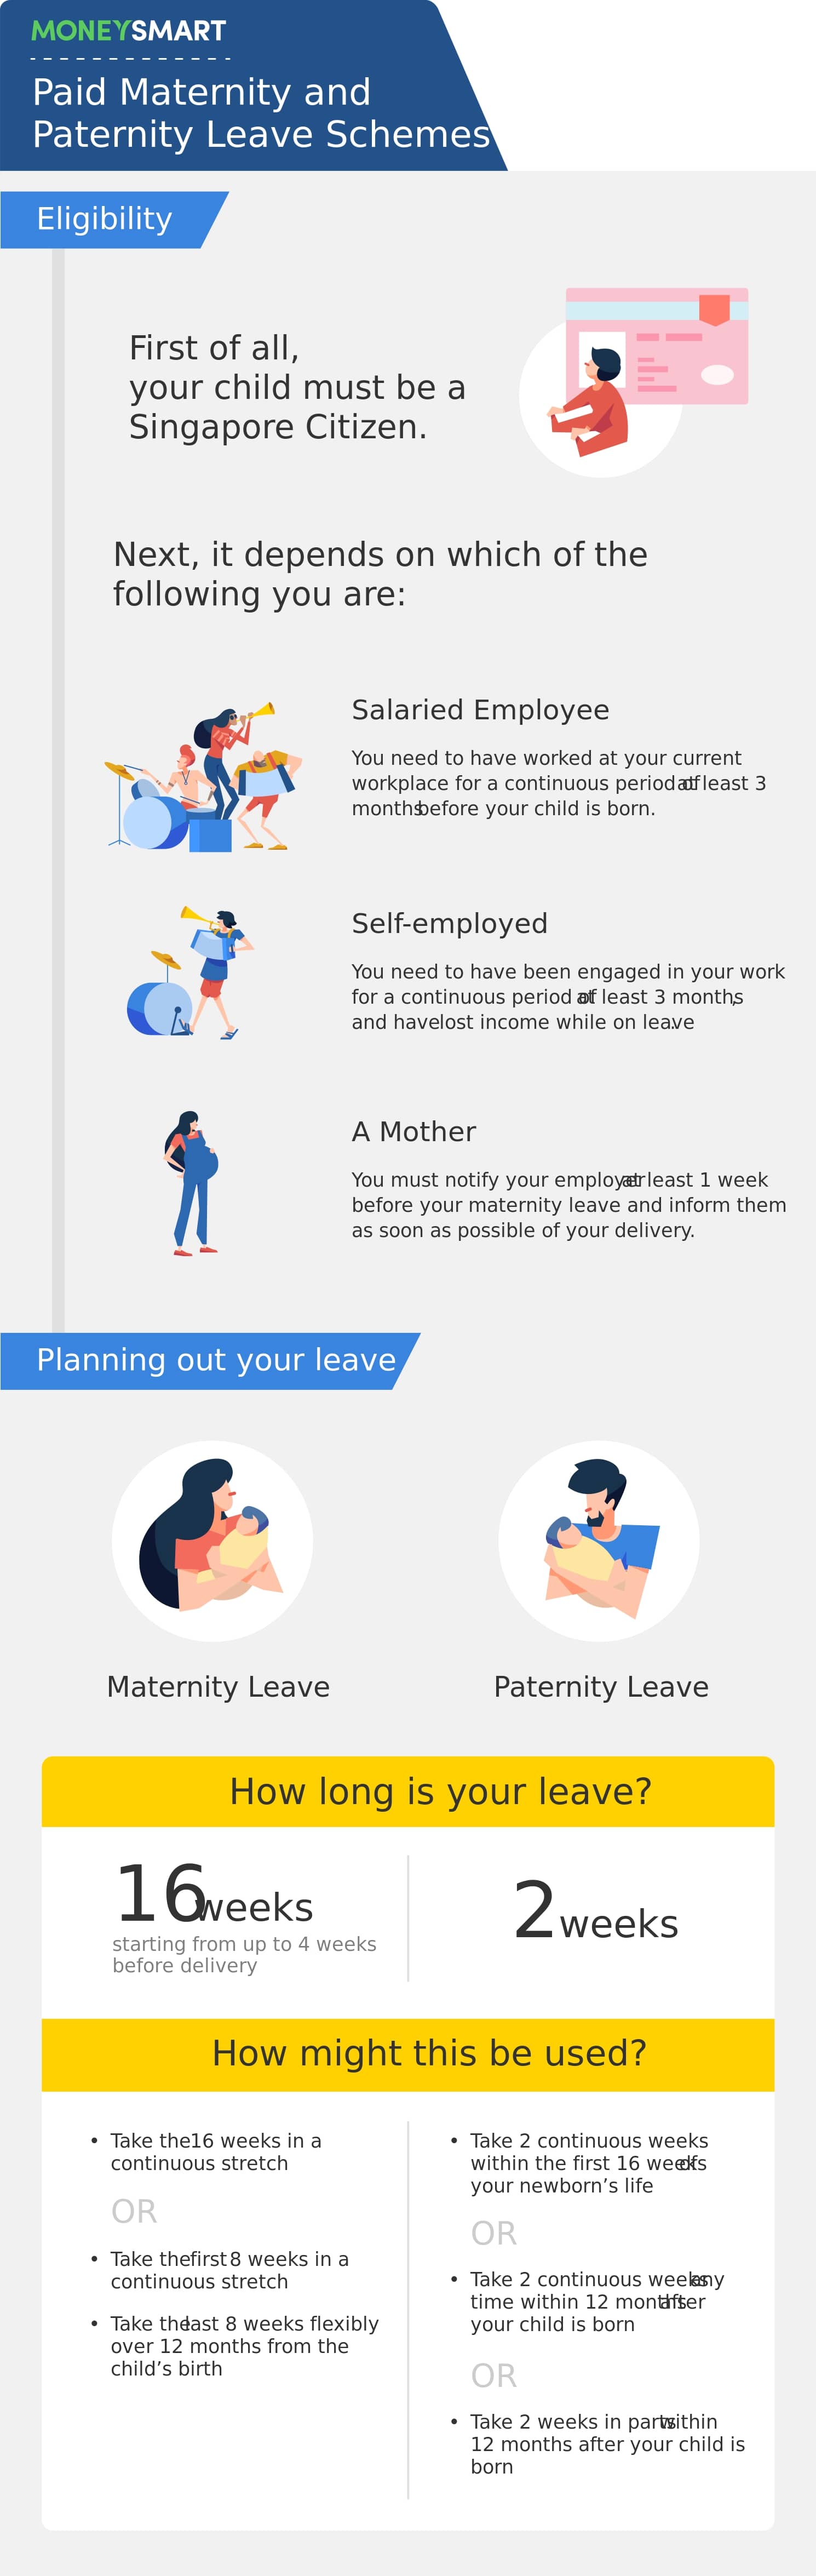 MONEYSMART
Paid Maternity and
Paternity Leave Schemes
Eligibility
First of all,
your child must be a
Singapore Citizen.
Next, it depends on which of the
following you are:
Salaried Employee
You need to have worked at your current
workplace for a continuous period of at least 3
months before your child is born.
Self-employed
You need to have been engaged in your work
for a continuous period of at least 3 months,
and have lost income while on leave.
A Mother
You must notify your employer at least 1 week
before your maternity leave and inform them
as soon as possible of your delivery.
Planning out your leave
Maternity Leave
Paternity Leave
How long is your leave?
16 weeks
starting from up to 4 weeks
before delivery
2 weeks
How might this be used?
• Take the 16 weeks in a
continuous stretch
OR
• Take the first 8 weeks in a
continuous stretch
• Take the last 8 weeks flexibly
over 12 months from the
child’s birth
• Take 2 continuous weeks
within the first 16 weeks of
your newborn’s life
OR
• Take 2 continuous weeks any
time within 12 months after
your child is born
OR
• Take 2 weeks in parts within
12 months after your child is
born